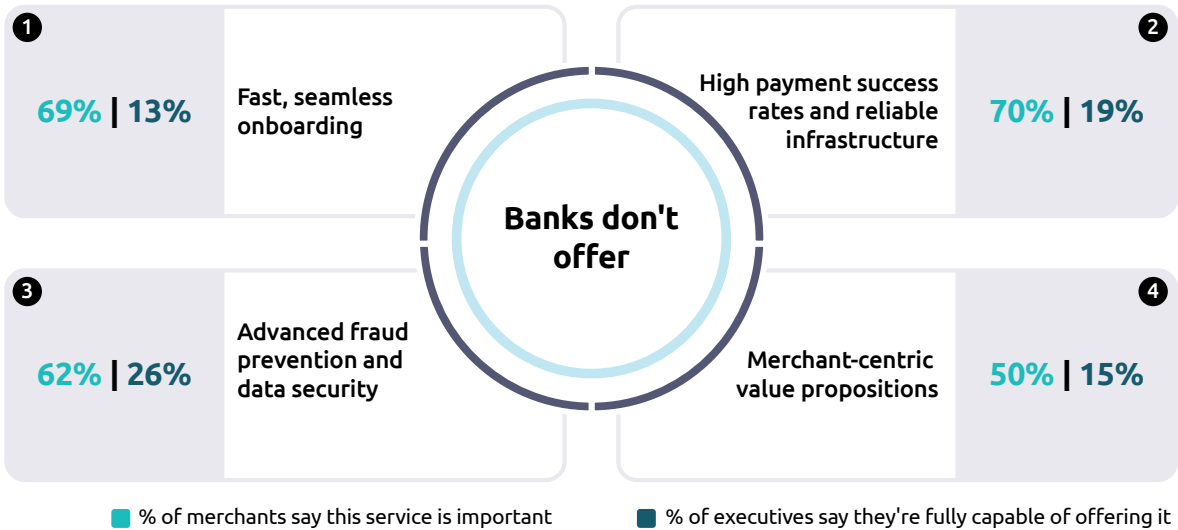 1
69% | 13%
Fast, seamless
onboarding
2
High payment success
rates and reliable
infrastructure
70% | 19%
Banks don't
offer
3
62% | 26%
Advanced fraud
prevention and
data security
4
Merchant-centric
value propositions
50% | 15%
% of merchants say this service is important
% of executives say they're fully capable of offering it